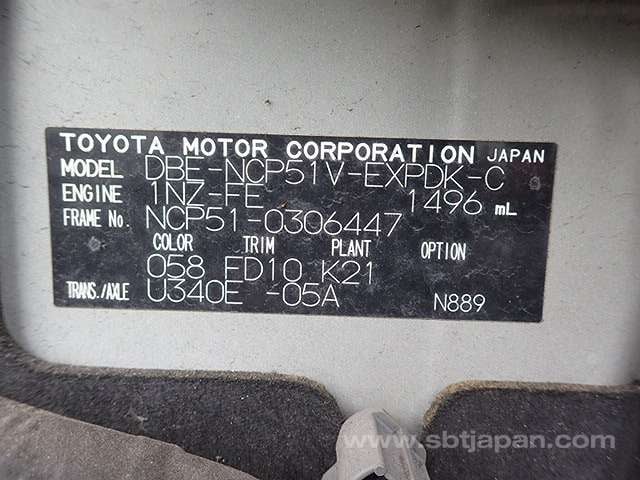 TOYOTA MOTOR CORPORATION JAPAN
MODEL DBE-NCP51V-EXPDK-C
ENGINE 1NZ-FE 1496 mL
FRAME No. NCP51-0306447
COLOR TRIM PLANT OPTION
058 FD10 K21
TRANS./AXLE U340E -05A N889
www.sbtjapan.com